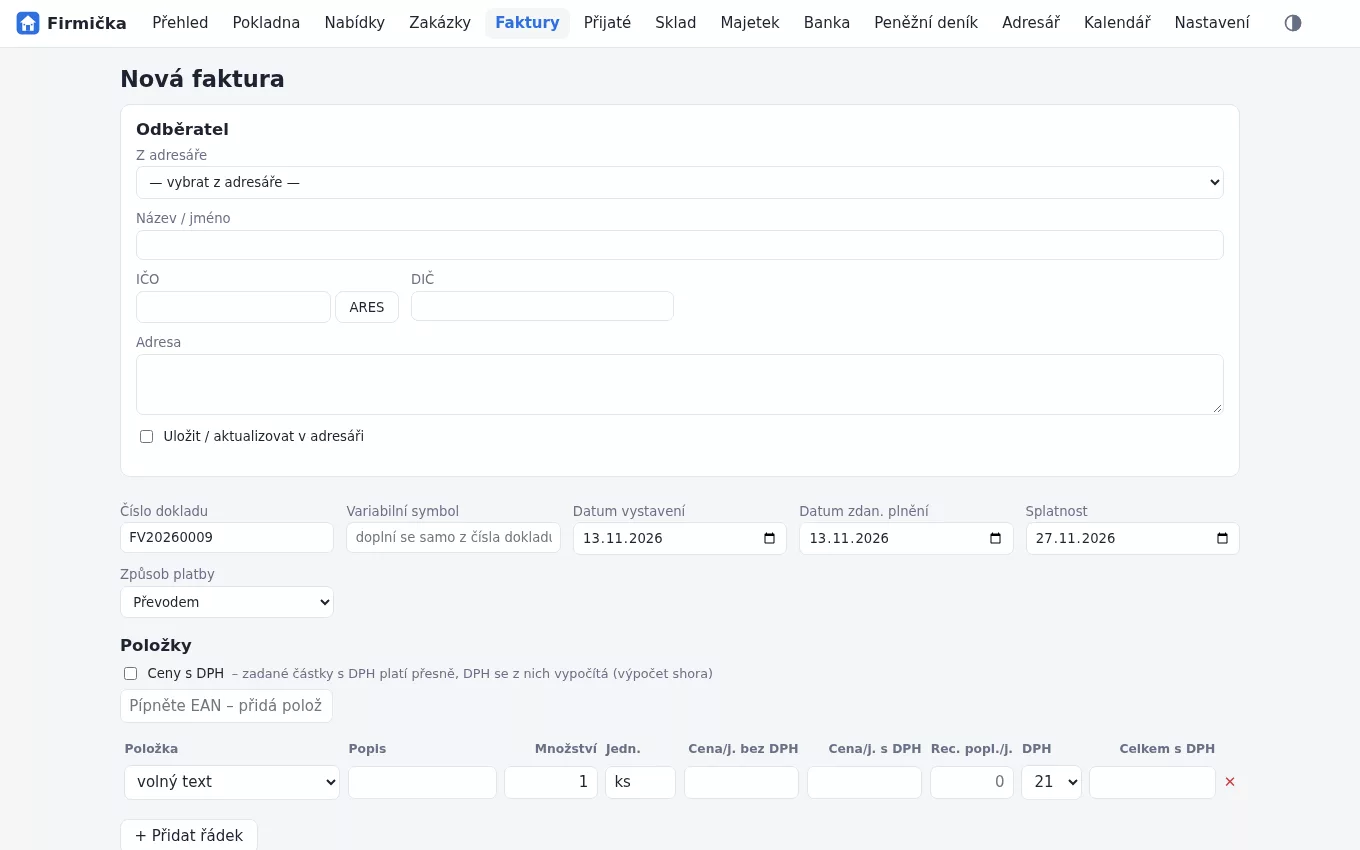 Firmička Přehled Pokladna Nabídky Zakázky Faktury Přijaté Sklad Majetek Banka Peněžní deník Adresář Kalendář Nastavení
Nová faktura
Odběratel
Z adresáře
— vybrat z adresáře —
Název / jméno
IČO DIČ
ARES
Adresa
Uložit / aktualizovat v adresáři
Číslo dokladu Variabilní symbol Datum vystavení Datum zdan. plnění Splatnost
FV20260009 doplní se samo z čísla dokladu 13.11.2026 13.11.2026 27.11.2026
Způsob platby
Převodem
Položky
Ceny s DPH – zadané částky s DPH platí přesně, DPH se z nich vypočítá (výpočet shora)
Pípněte EAN – přidá polož
Položka Popis Množství Jedn. Cena/j. bez DPH Cena/j. s DPH Rec. popl./j. DPH Celkem s DPH
volný text 1 ks 0 21 ✕
+ Přidat řádek